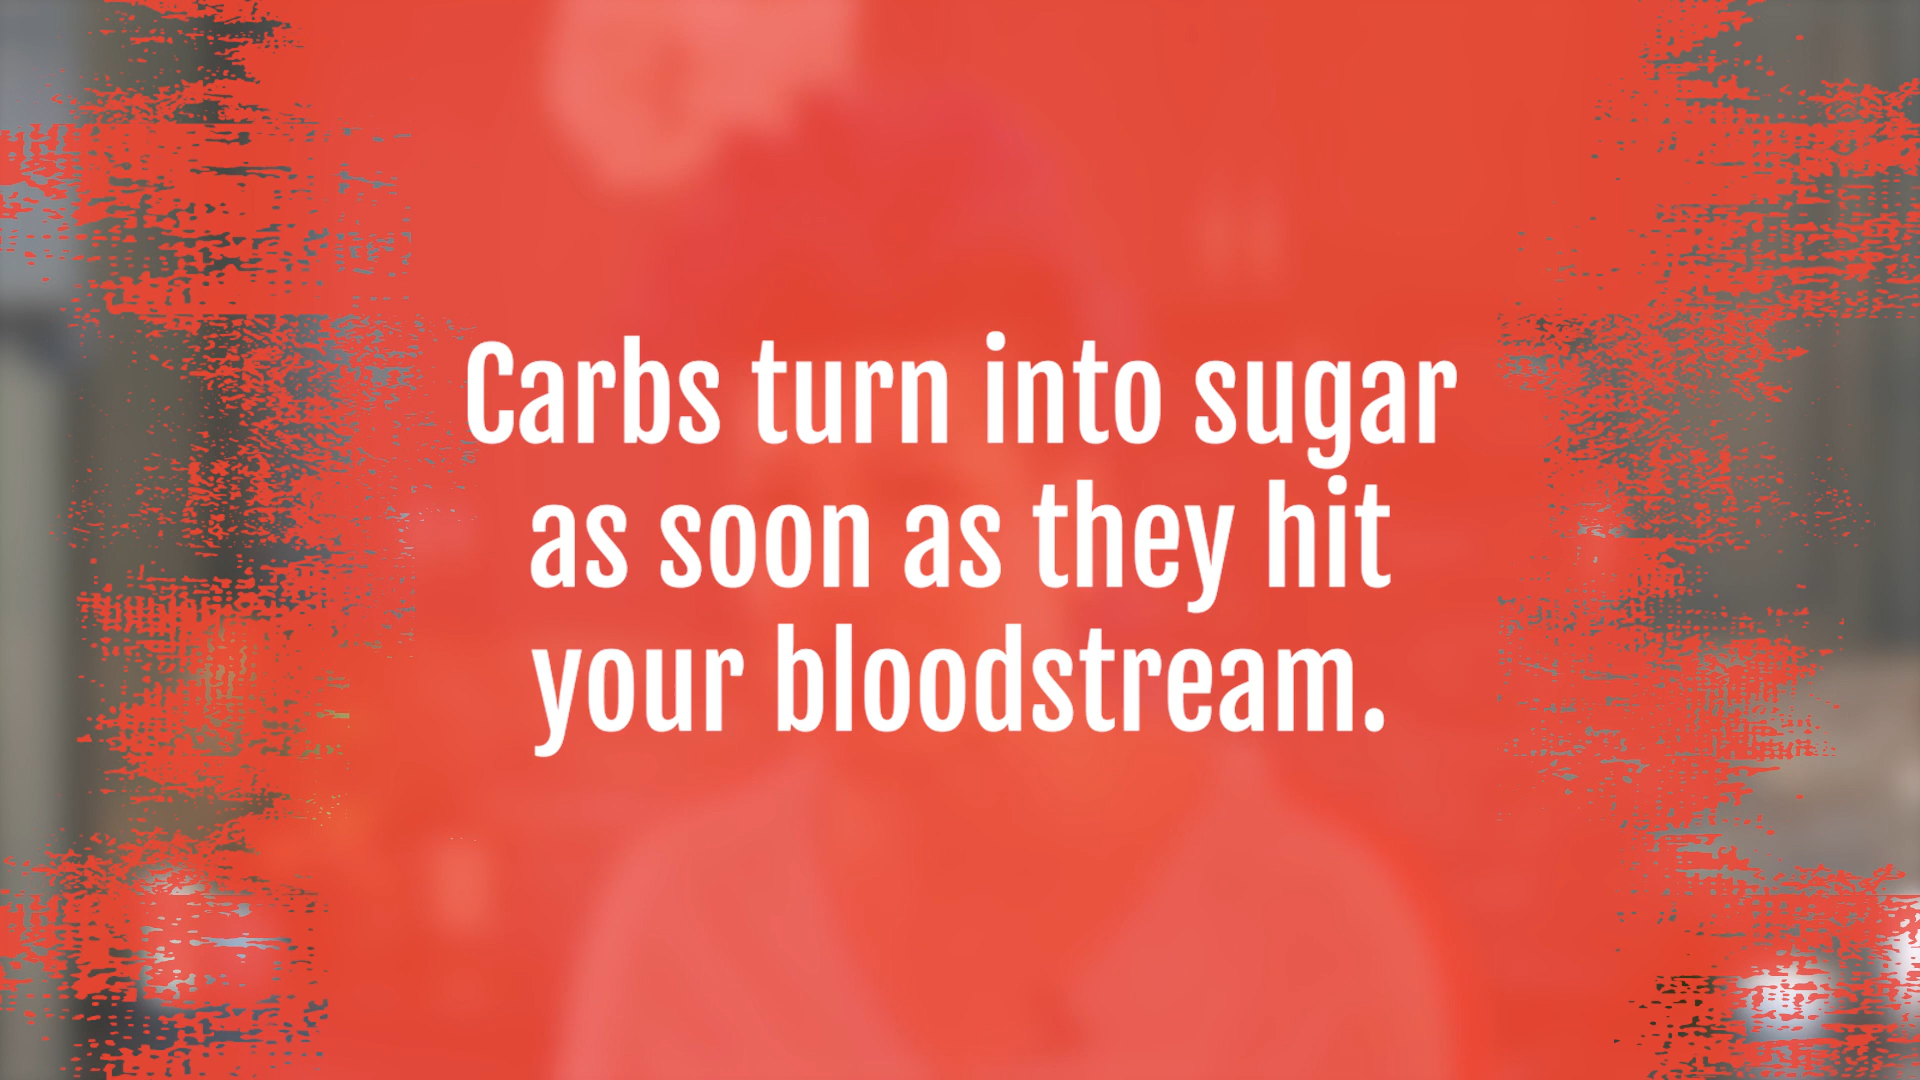 Carbs turn into sugar
as soon as they hit
your bloodstream.